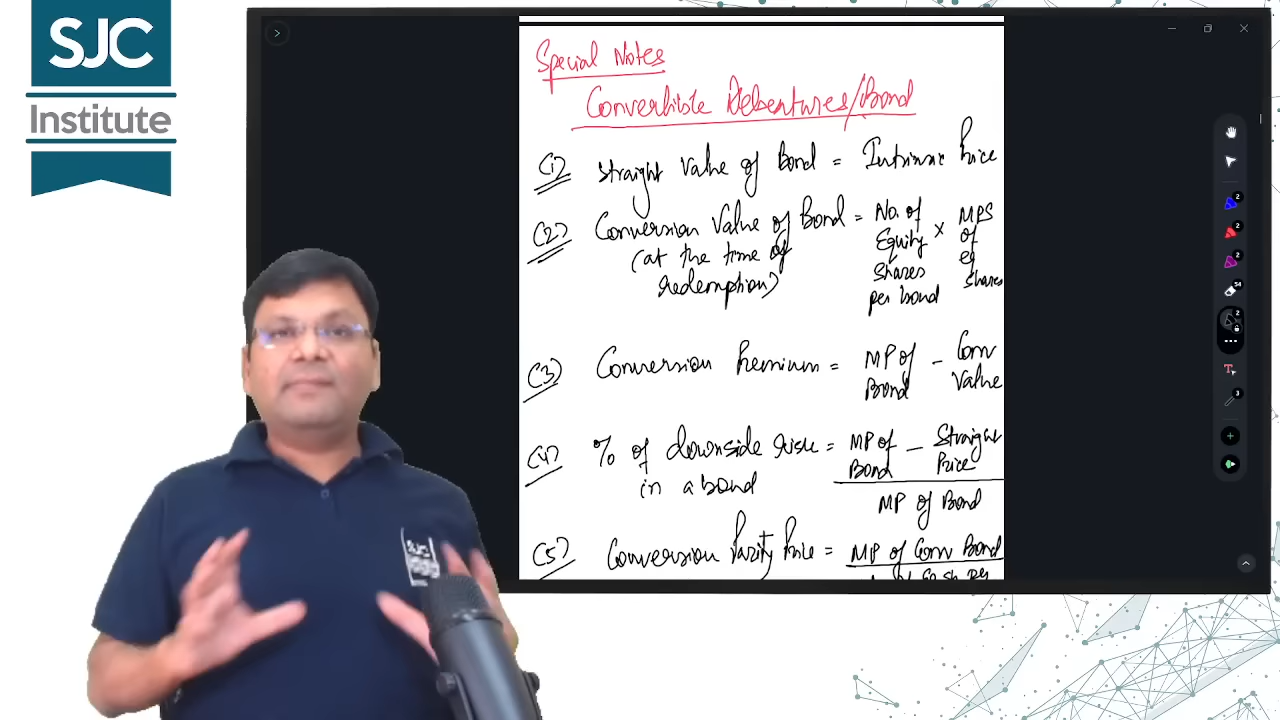 SJC
Institute
Special Notes
Convertible Debentures/Bond
(1) Straight Value of Bond = Intrinsic Price
(2) Conversion Value of Bond = No. of Equity Shares per bond × MPS of eq shares
(at the time of redemption)
(3) Conversion Premium = MP of Bond - Conv Value
(4) % of downside risk in a bond = MP of Bond - Straight Price
MP of Bond
(5) Conversion Parity Price = MP of Conv Bond
SJC